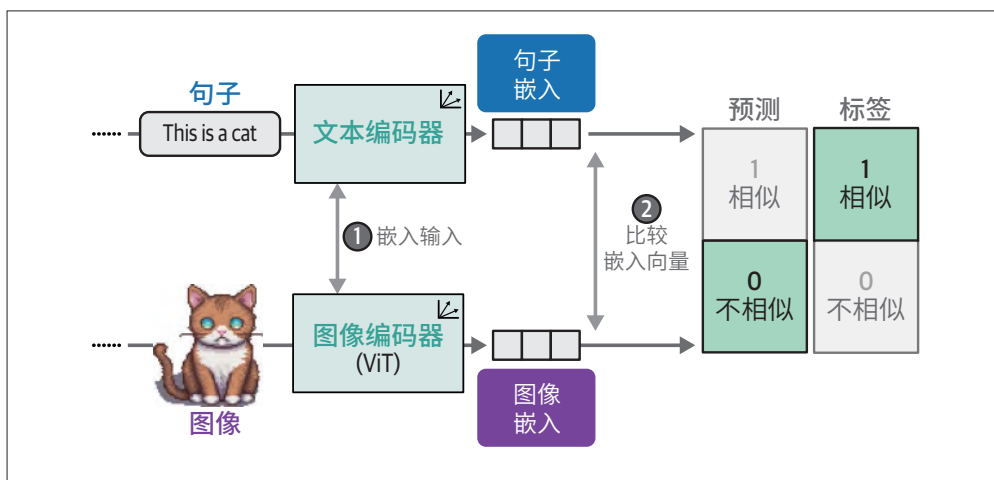 句子
嵌入
句子
预测
标签
......
This is a cat
文本编码器
1
相似
1
相似
1
嵌入输入
2
比较
嵌入向量
0
不相似
0
不相似
......
图像编码器
(ViT)
图像
图像
嵌入